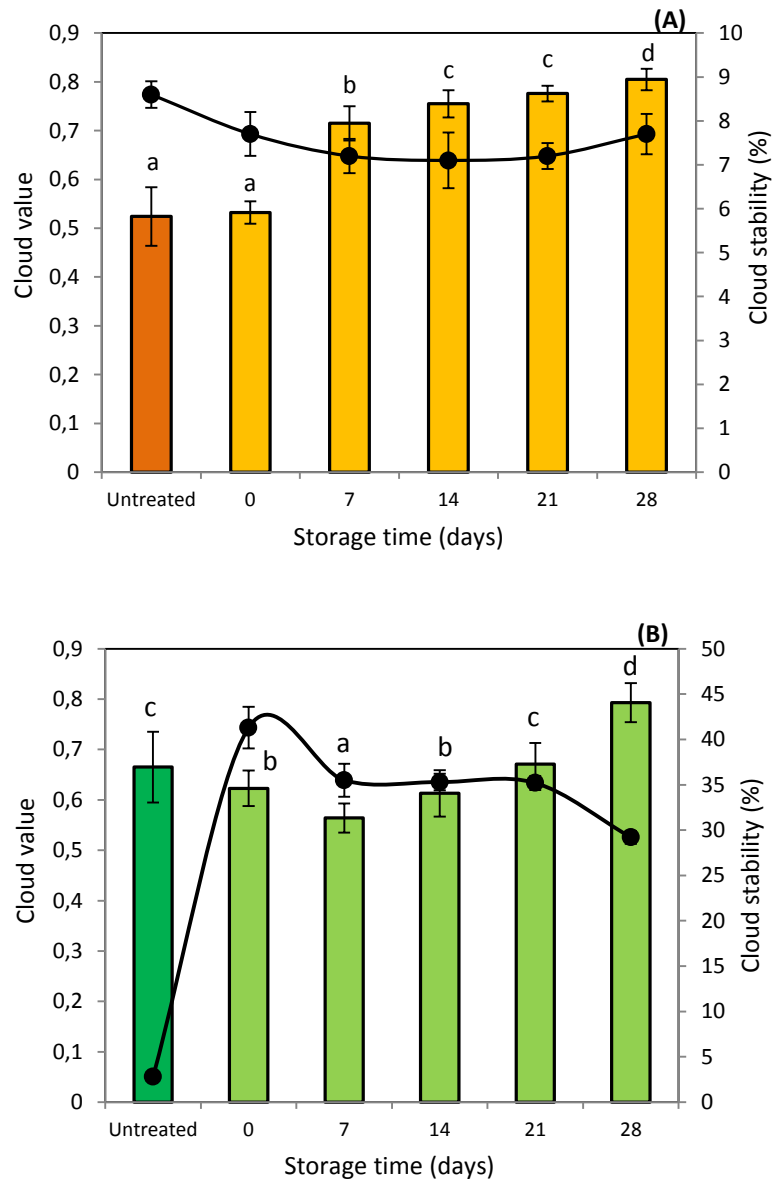 (A)
0,9
0,8
0,7
0,6
0,5
0,4
0,3
0,2
0,1
0
Cloud value
10
9
8
7
6
5
4
3
2
1
0
Cloud stability (%)
a
a
b
c
c
d
Untreated 0 7 14 21 28
Storage time (days)
(B)
0,9
0,8
0,7
0,6
0,5
0,4
0,3
0,2
0,1
0
Cloud value
50
45
40
35
30
25
20
15
10
5
0
Cloud stability (%)
c
b
a
b
c
d
Untreated 0 7 14 21 28
Storage time (days)